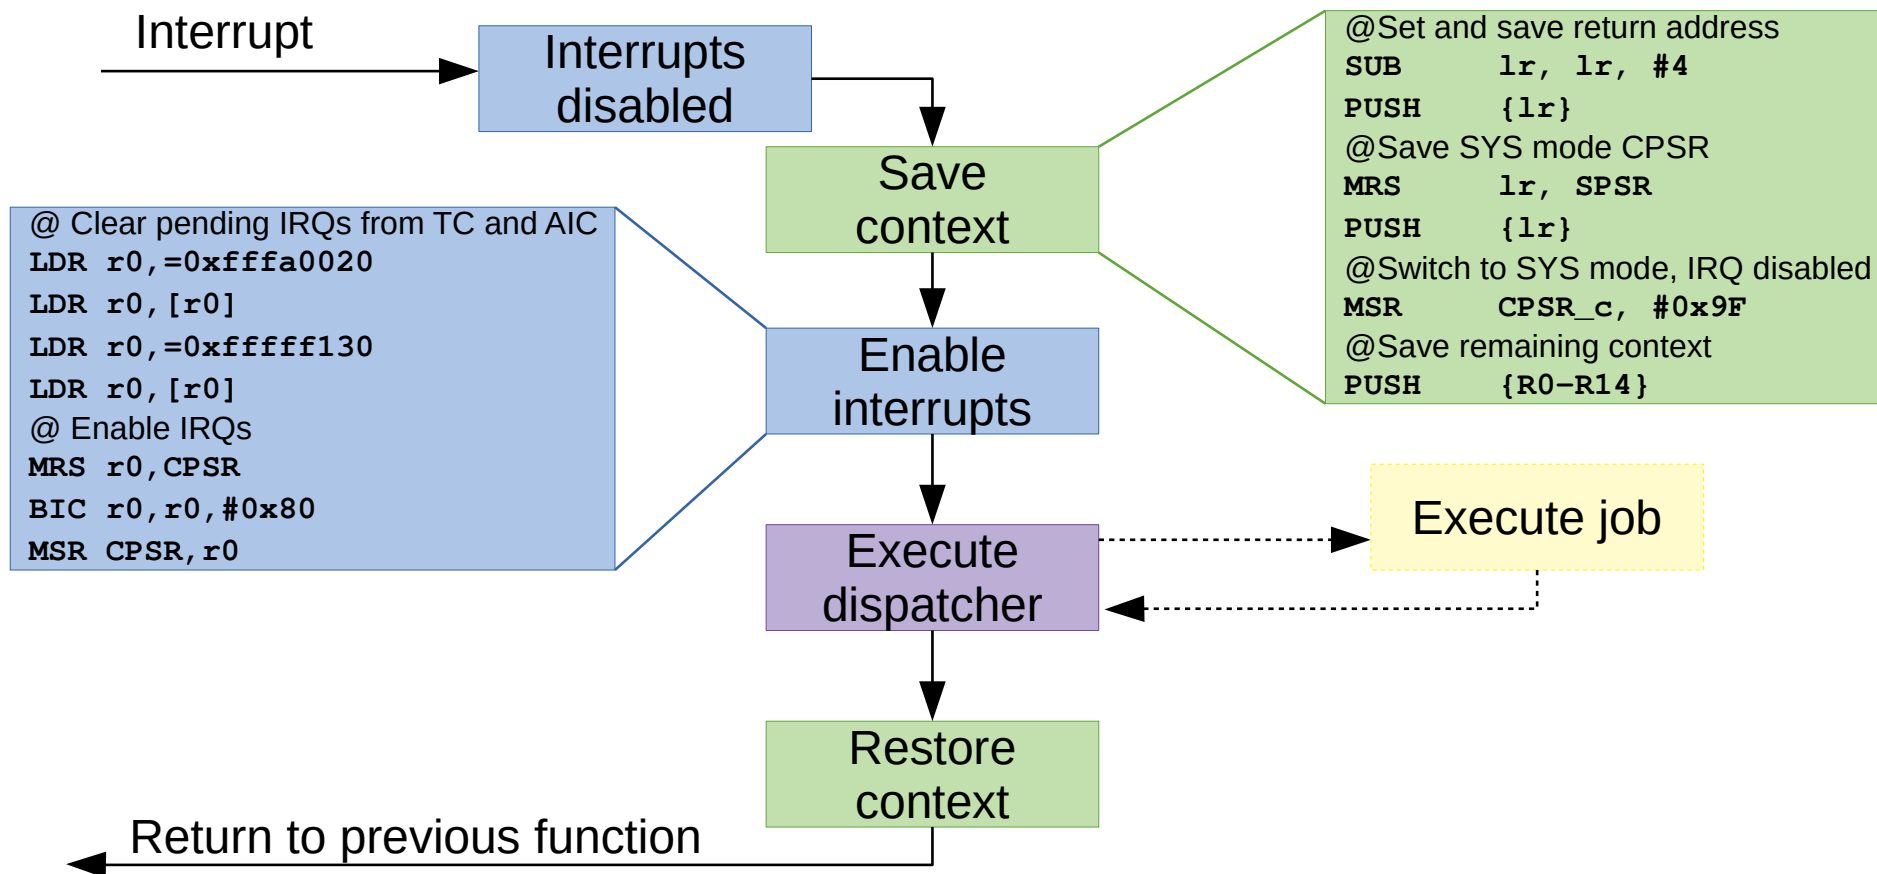 Interrupt
Interrupts
disabled
Save
context
@Set and save return address
SUB lr, lr, #4
PUSH {lr}
@Save SYS mode CPSR
MRS lr, SPSR
PUSH {lr}
@Switch to SYS mode, IRQ disabled
MSR CPSR_c, #0x9F
@Save remaining context
PUSH {R0–R14}
@ Clear pending IRQs from TC and AIC
LDR r0,=0xfffa0020
LDR r0,[r0]
LDR r0,=0xfffff130
LDR r0,[r0]
@ Enable IRQs
MRS r0,CPSR
BIC r0,r0,#0x80
MSR CPSR,r0
Enable
interrupts
Execute
dispatcher
Execute job
Restore
context
Return to previous function